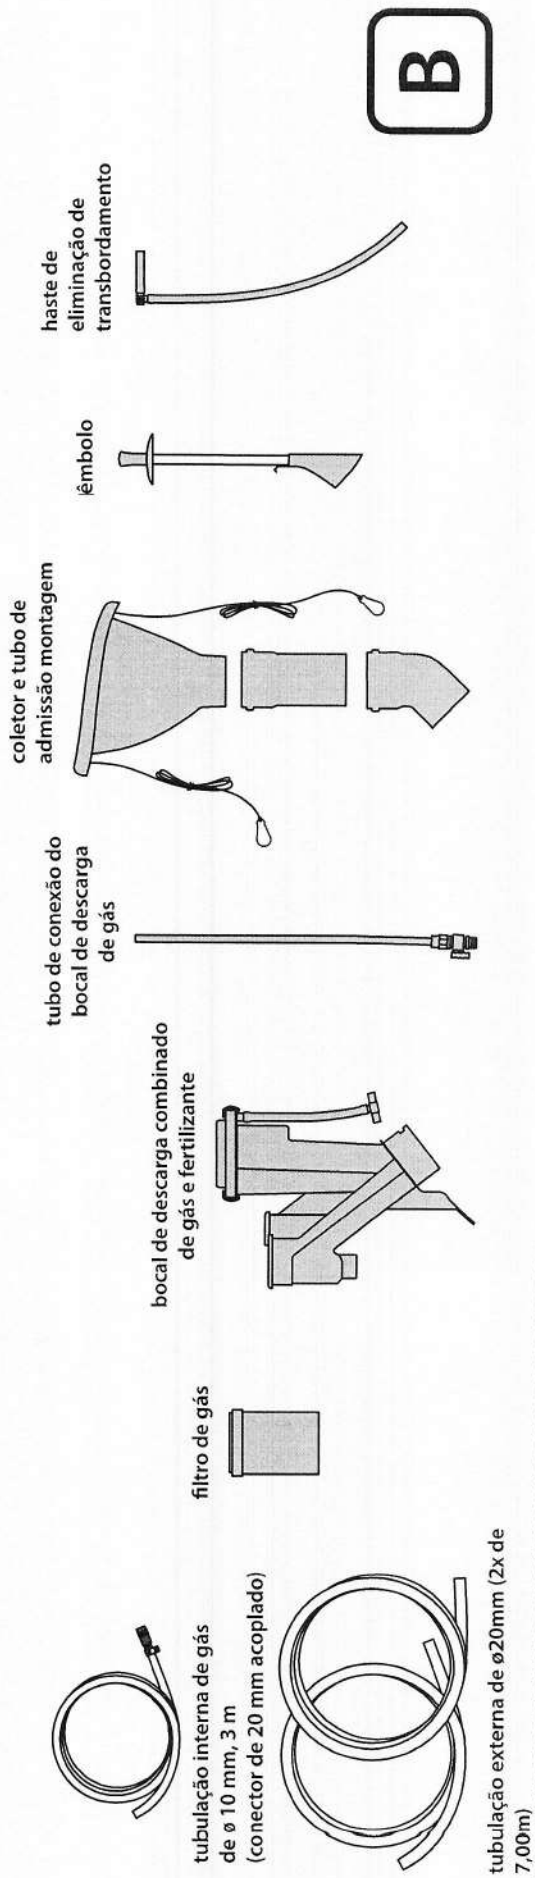 tubulação interna de gás
de ø 10 mm, 3 m
(conector de 20 mm acoplado)
tubulação externa de ø20mm (2x de
7,00m)
filtro de gás
bocal de descarga combinado
de gás e fertilizante
tubo de conexão do
bocal de descarga
de gás
coletor e tubo de
admissão montagem
êmbolo
haste de
eliminação de
transbordamento
B